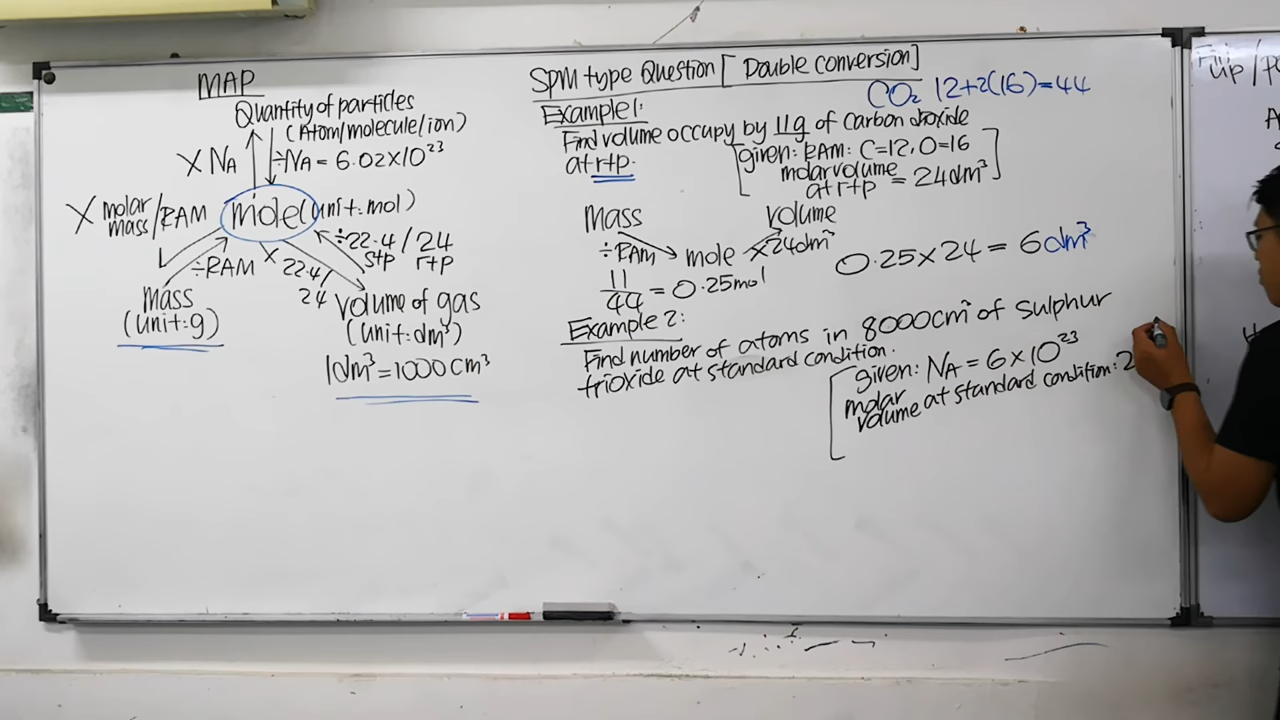 MAP
Quantity of particles
(Atom/molecule/ion)
× NA
÷NA = 6.02×10²³
× molar mass/RAM
mole (unit: mol)
÷22.4/24
s+p r+p
÷RAM
× 22.4/
24
Mass
(unit: g)
volume of gas
(unit: dm³)
1dm³=1000cm³
SPM type Question [Double conversion]
CO2 12+2(16)=44
Example 1:
Find volume occupy by 11g of Carbon dioxide
at r+p.
[given: RAM: C=12, O=16
molar volume
at r+p = 24dm³]
Mass volume
÷RAM mole ×24dm³
11/44 = 0.25mol
0.25×24 = 6dm³
Example 2:
Find number of atoms in 8000cm³ of sulphur
trioxide at standard condition.
[given: NA = 6×10²³
molar
volume at standard condition: 2
up /
A